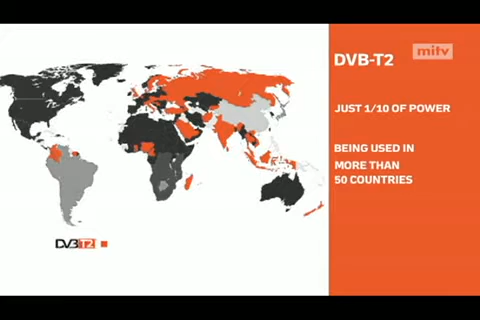 mitv
DVB-T2
JUST 1/10 OF POWER
BEING USED IN
MORE THAN
50 COUNTRIES
DVB T2